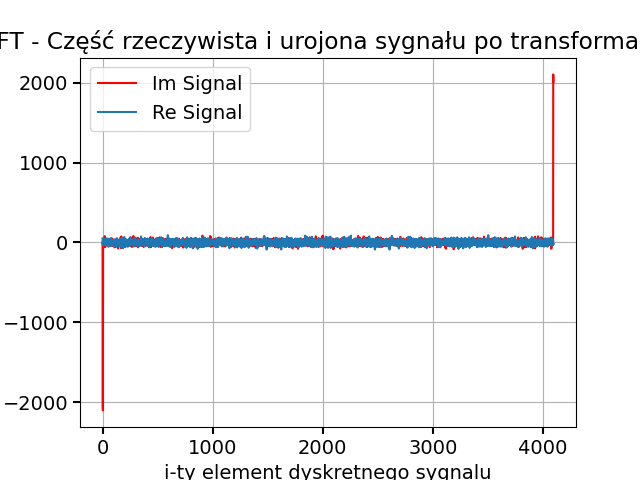 FT - Część rzeczywista i urojona sygnału po transforma
Im Signal
Re Signal
2000
1000
0
−1000
−2000
0 1000 2000 3000 4000
i-ty element dyskretnego sygnalu